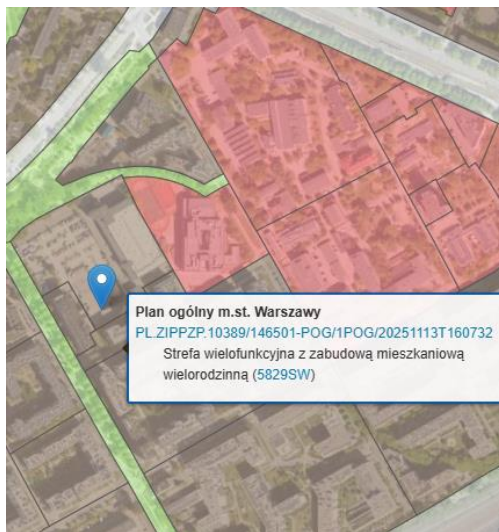 Plan ogólny m.st. Warszawy
PL.ZIPPZP.10389/146501-POG/1POG/20251113T160732
Strefa wielofunkcyjna z zabudową mieszkaniową
wielorodzinną (5829SW)